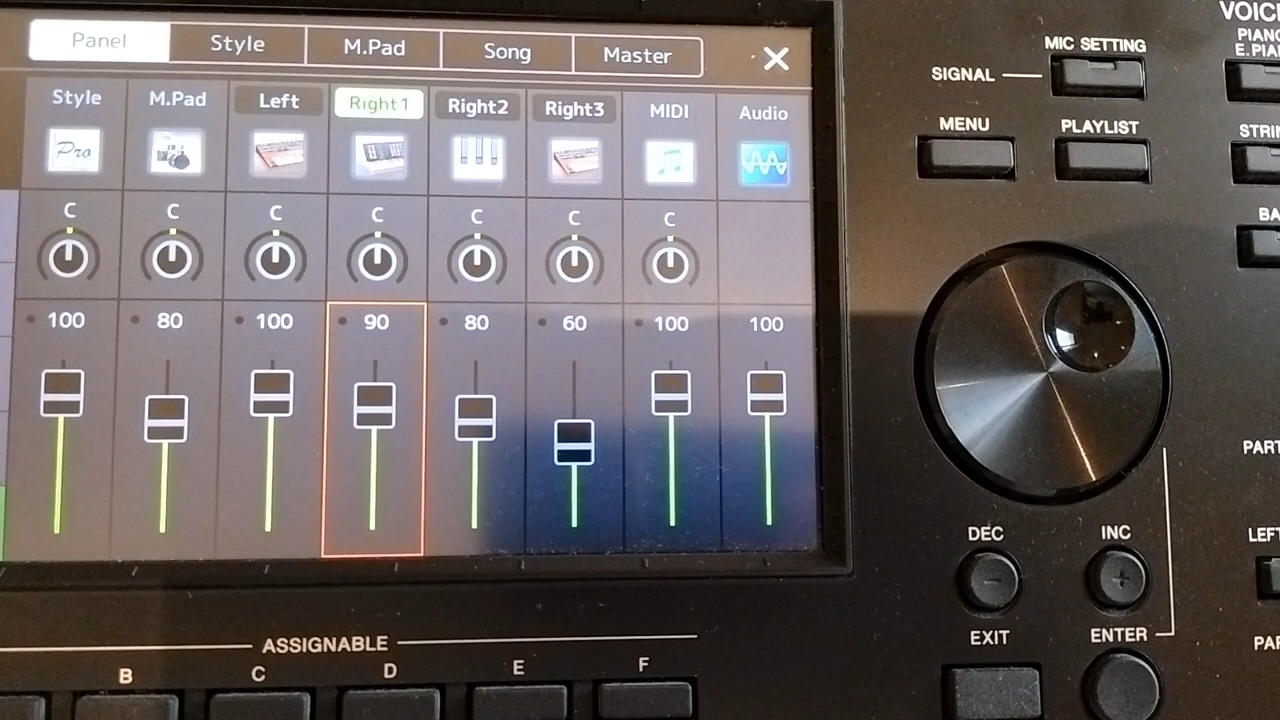 Panel Style M.Pad Song Master ×
Style M.Pad Left Right1 Right2 Right3 MIDI Audio
Pro
C C C C C C C
100 80 100 90 80 60 100 100
MIC SETTING
SIGNAL
MENU PLAYLIST
DEC INC
- +
EXIT ENTER
ASSIGNABLE
B C D E F